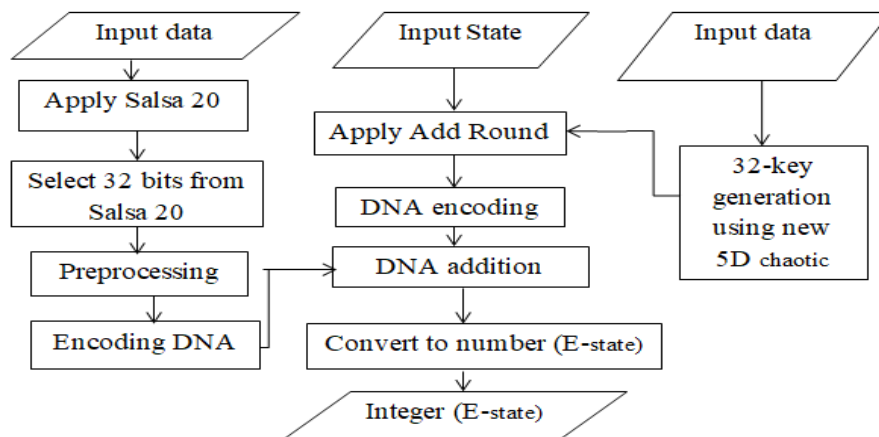 Input data
Apply Salsa 20
Select 32 bits from
Salsa 20
Preprocessing
Encoding DNA
Input State
Apply Add Round
DNA encoding
DNA addition
Convert to number (E-state)
Integer (E-state)
Input data
32-key
generation
using new
5D chaotic